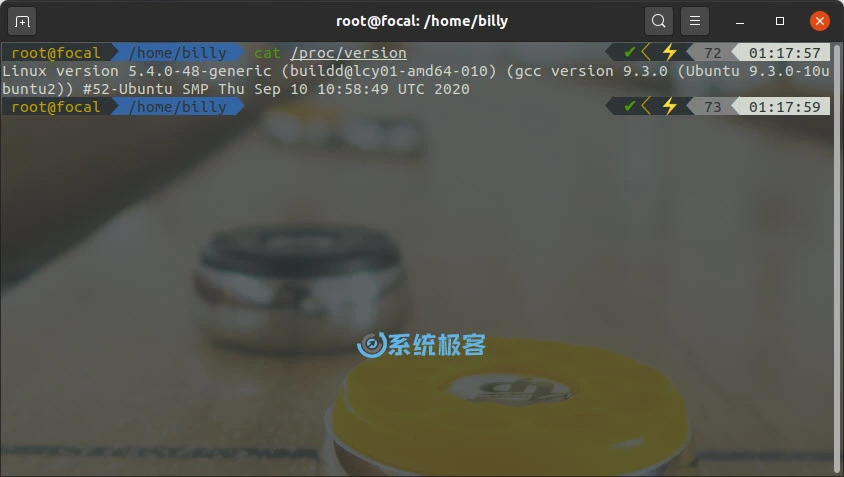 root@focal: /home/billy
root@focal /home/billy cat /proc/version ✔ ⚡ 72 01:17:57
Linux version 5.4.0-48-generic (buildd@lcy01-amd64-010) (gcc version 9.3.0 (Ubuntu 9.3.0-10u
buntu2)) #52-Ubuntu SMP Thu Sep 10 10:58:49 UTC 2020
root@focal /home/billy ✔ ⚡ 73 01:17:59
系统极客